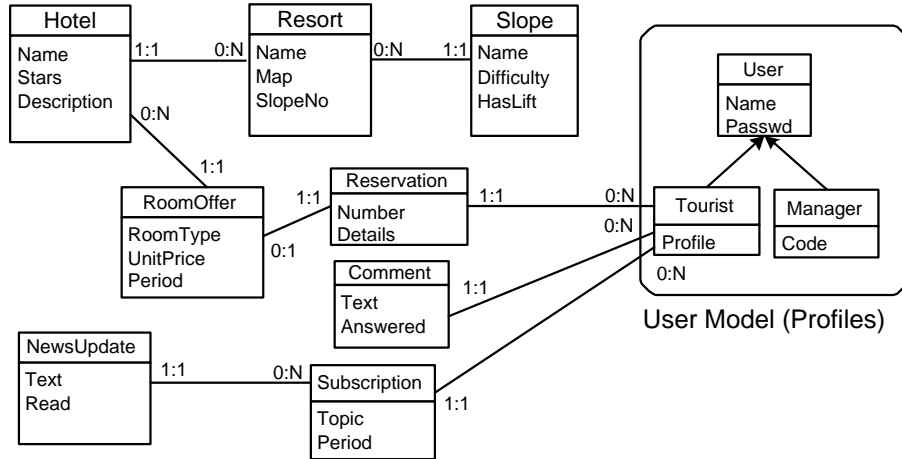 Hotel
Name
Stars
Description
1:1
0:N
Resort
Name
Map
SlopeNo
0:N
1:1
Slope
Name
Difficulty
HasLift
User
Name
Passwd
0:N
1:1
RoomOffer
RoomType
UnitPrice
Period
1:1
0:1
Reservation
Number
Details
1:1
0:N
0:N
Tourist
Profile
0:N
Manager
Code
Comment
Text
Answered
1:1
User Model (Profiles)
NewsUpdate
Text
Read
1:1
0:N
Subscription
Topic
Period
1:1